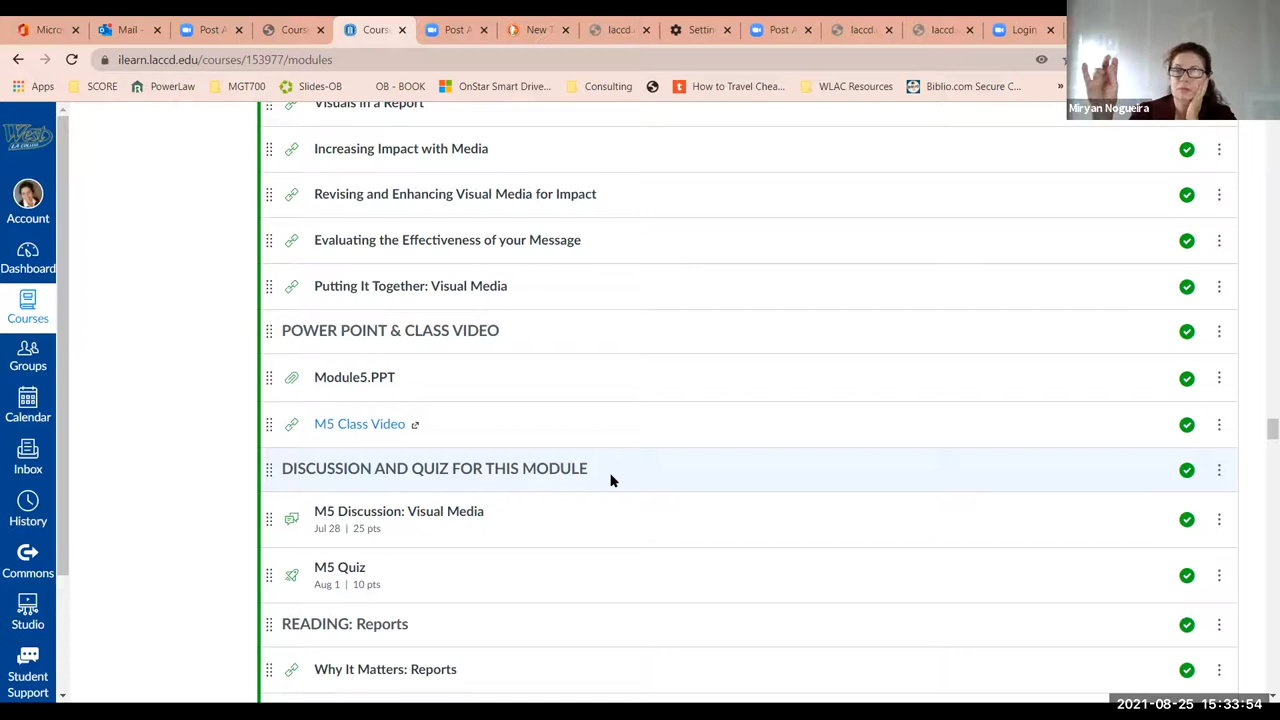 Micros
Mail -
Post A
Cours
Cours
Post A
New T
laccd.
Settin
Post A
laccd
laccd
Login
ilearn.laccd.edu/courses/153977/modules
Apps
SCORE
PowerLaw
MGT700
Slides-OB
OB - BOOK
OnStar Smart Drive...
Consulting
How to Travel Chea...
WLAC Resources
Biblio.com Secure C...
»
Miryan Nogueira
West
L.A. COLLEGE
Account
Dashboard
Courses
Groups
Calendar
Inbox
History
Commons
Studio
Student
Support
Visuals in a Report
Increasing Impact with Media
Revising and Enhancing Visual Media for Impact
Evaluating the Effectiveness of your Message
Putting It Together: Visual Media
POWER POINT & CLASS VIDEO
Module5.PPT
M5 Class Video
DISCUSSION AND QUIZ FOR THIS MODULE
M5 Discussion: Visual Media
Jul 28 | 25 pts
M5 Quiz
Aug 1 | 10 pts
READING: Reports
Why It Matters: Reports
2021-08-25 15:33:54